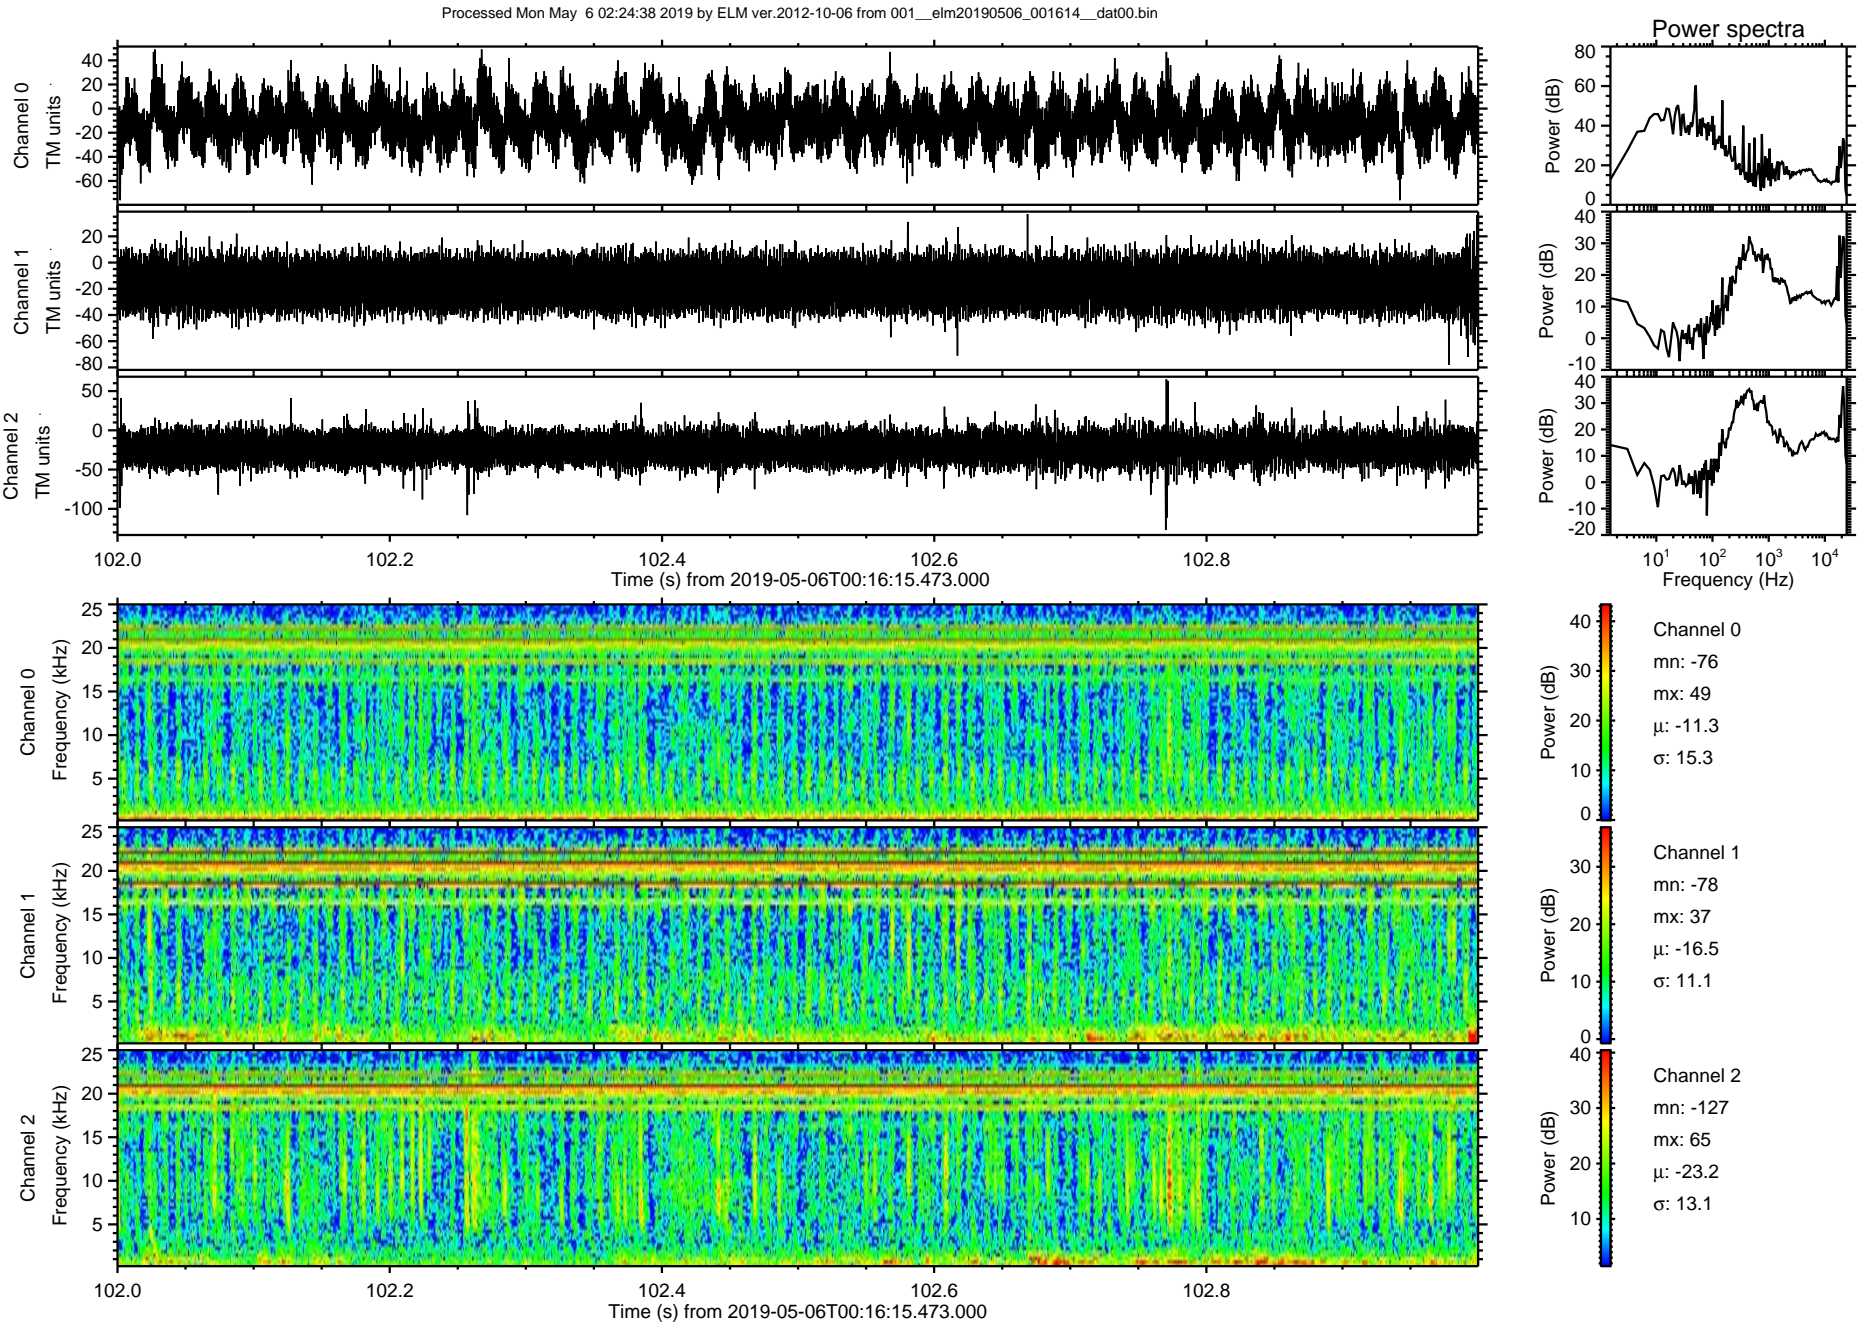 Processed Mon May  6 02:24:38 2019 by ELM ver.2012-10-06 from 001__elm20190506_001614__dat00.bin
Power spectra
Channel 0
TM units
40
20
0
-20
-40
-60
Power (dB)
80
60
40
20
0
Channel 1
TM units
20
0
-20
-40
-60
-80
Power (dB)
40
30
20
10
0
-10
Channel 2
TM units
50
0
-50
-100
Power (dB)
40
30
20
10
0
-10
-20
102.0 102.2 102.4 102.6 102.8
Time (s) from 2019-05-06T00:16:15.473.000
10¹ 10² 10³ 10⁴
Frequency (Hz)
Channel 0
Frequency (kHz)
25
20
15
10
5
Power (dB)
40
30
20
10
0
Channel 0
mn: -76
mx: 49
μ: -11.3
σ: 15.3
Channel 1
Frequency (kHz)
25
20
15
10
5
Power (dB)
30
20
10
0
Channel 1
mn: -78
mx: 37
μ: -16.5
σ: 11.1
Channel 2
Frequency (kHz)
25
20
15
10
5
Power (dB)
40
30
20
10
Channel 2
mn: -127
mx: 65
μ: -23.2
σ: 13.1
102.0 102.2 102.4 102.6 102.8
Time (s) from 2019-05-06T00:16:15.473.000